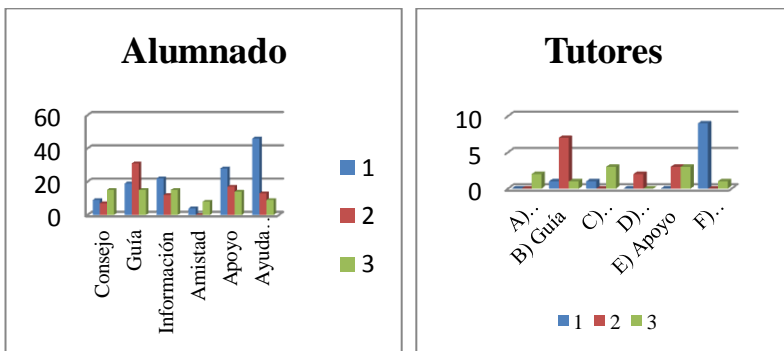 Alumnado
60
40
20
0
Consejo
Guía
Información
Amistad
Apoyo
Ayuda...
1
2
3
Tutores
10
5
0
A)...
B) Guía
C)...
D)...
E) Apoyo
F)...
1 2 3